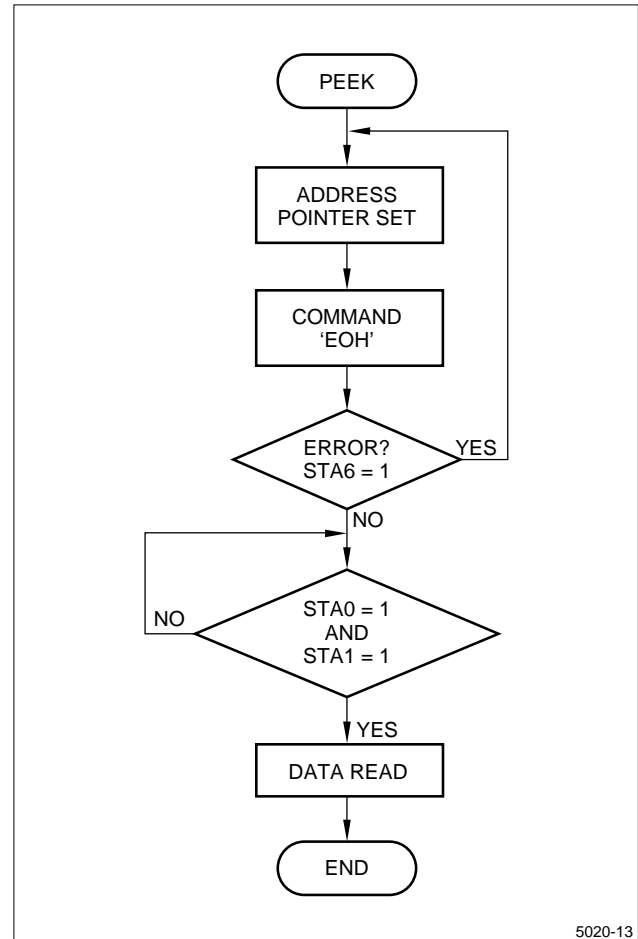 PEEK
ADDRESS
POINTER SET
COMMAND
‘EOH’
ERROR?
STA6 = 1
YES
NO
STA0 = 1
AND
STA1 = 1
NO
YES
DATA READ
END
5020-13